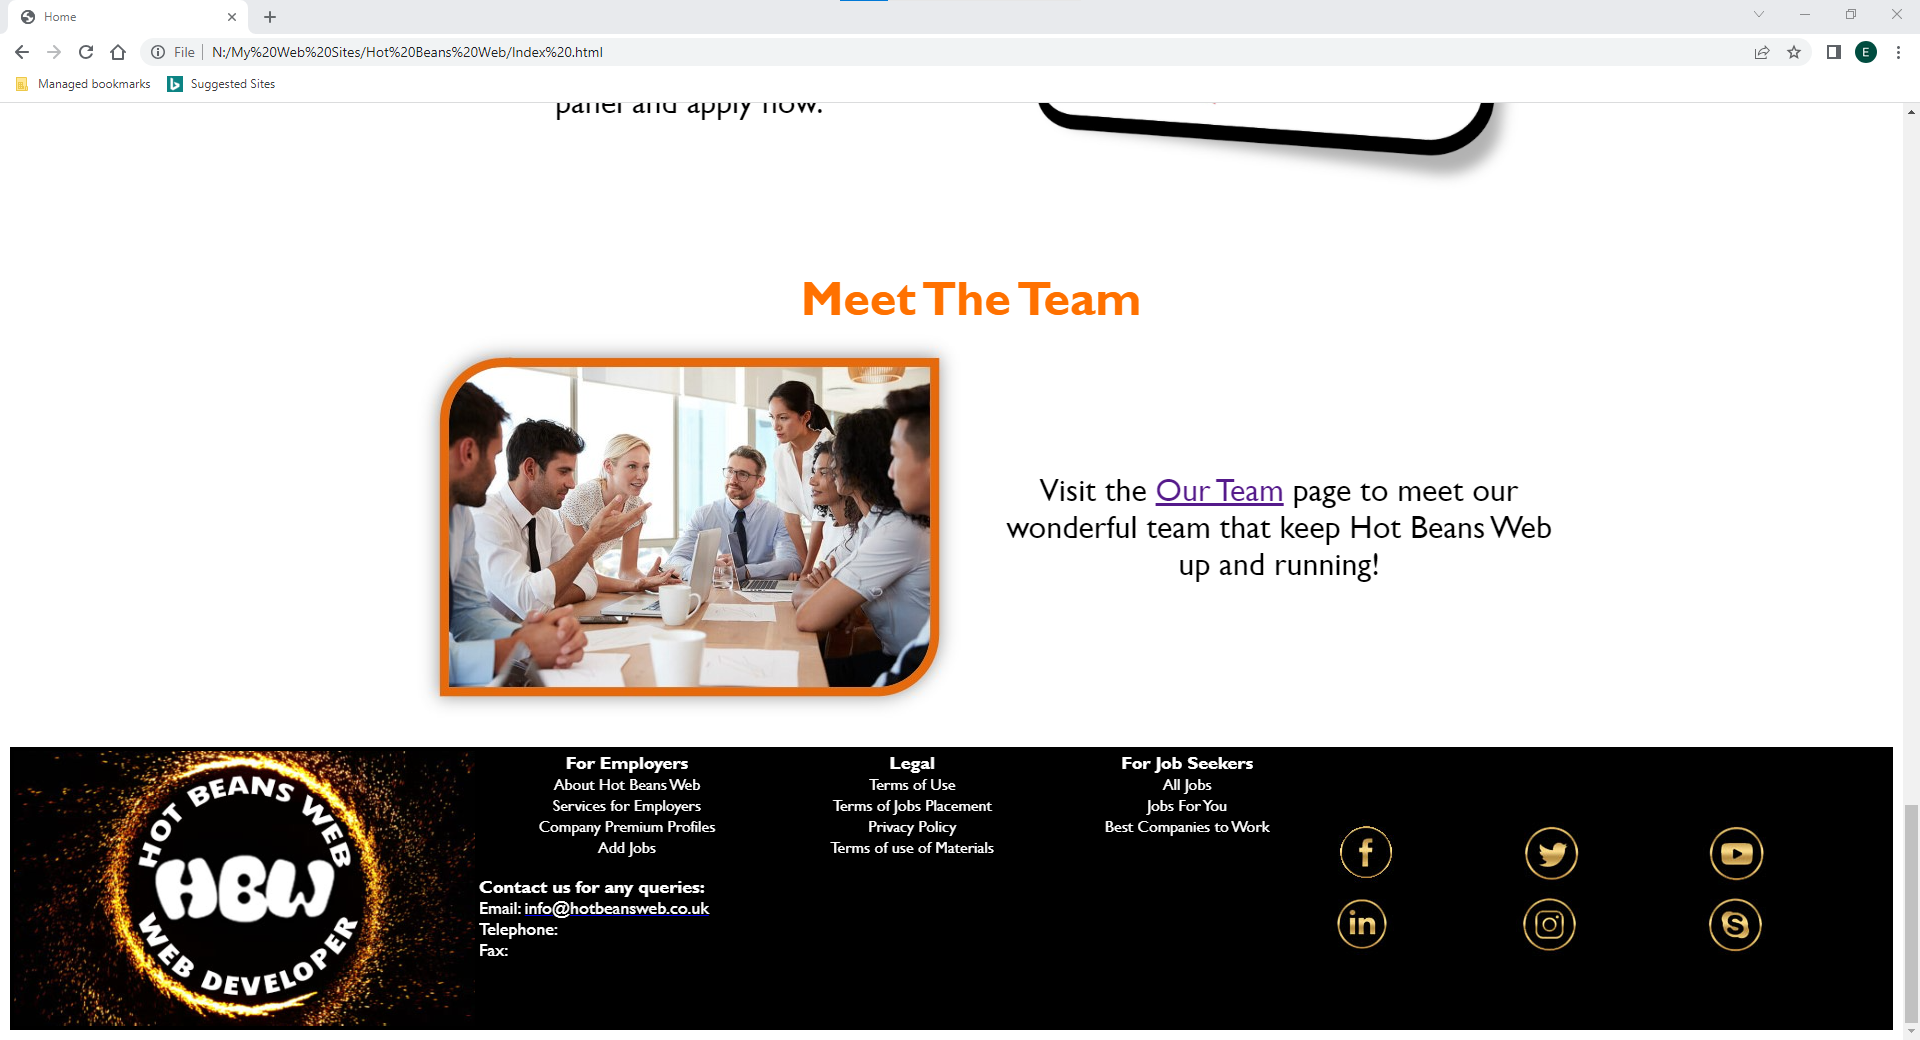 Home
File
N:/My%20Web%20Sites/Hot%20Beans%20Web/Index%20.html
E
Managed bookmarks
Suggested Sites
panel and apply now.
Meet The Team
Visit the Our Team page to meet our
wonderful team that keep Hot Beans Web
up and running!
HOT BEANS WEB
HBW
WEB DEVELOPER
For Employers
About Hot Beans Web
Services for Employers
Company Premium Profiles
Add Jobs
Legal
Terms of Use
Terms of Jobs Placement
Privacy Policy
Terms of use of Materials
For Job Seekers
All Jobs
Jobs For You
Best Companies to Work
Contact us for any queries:
Email: info@hotbeansweb.co.uk
Telephone:
Fax: